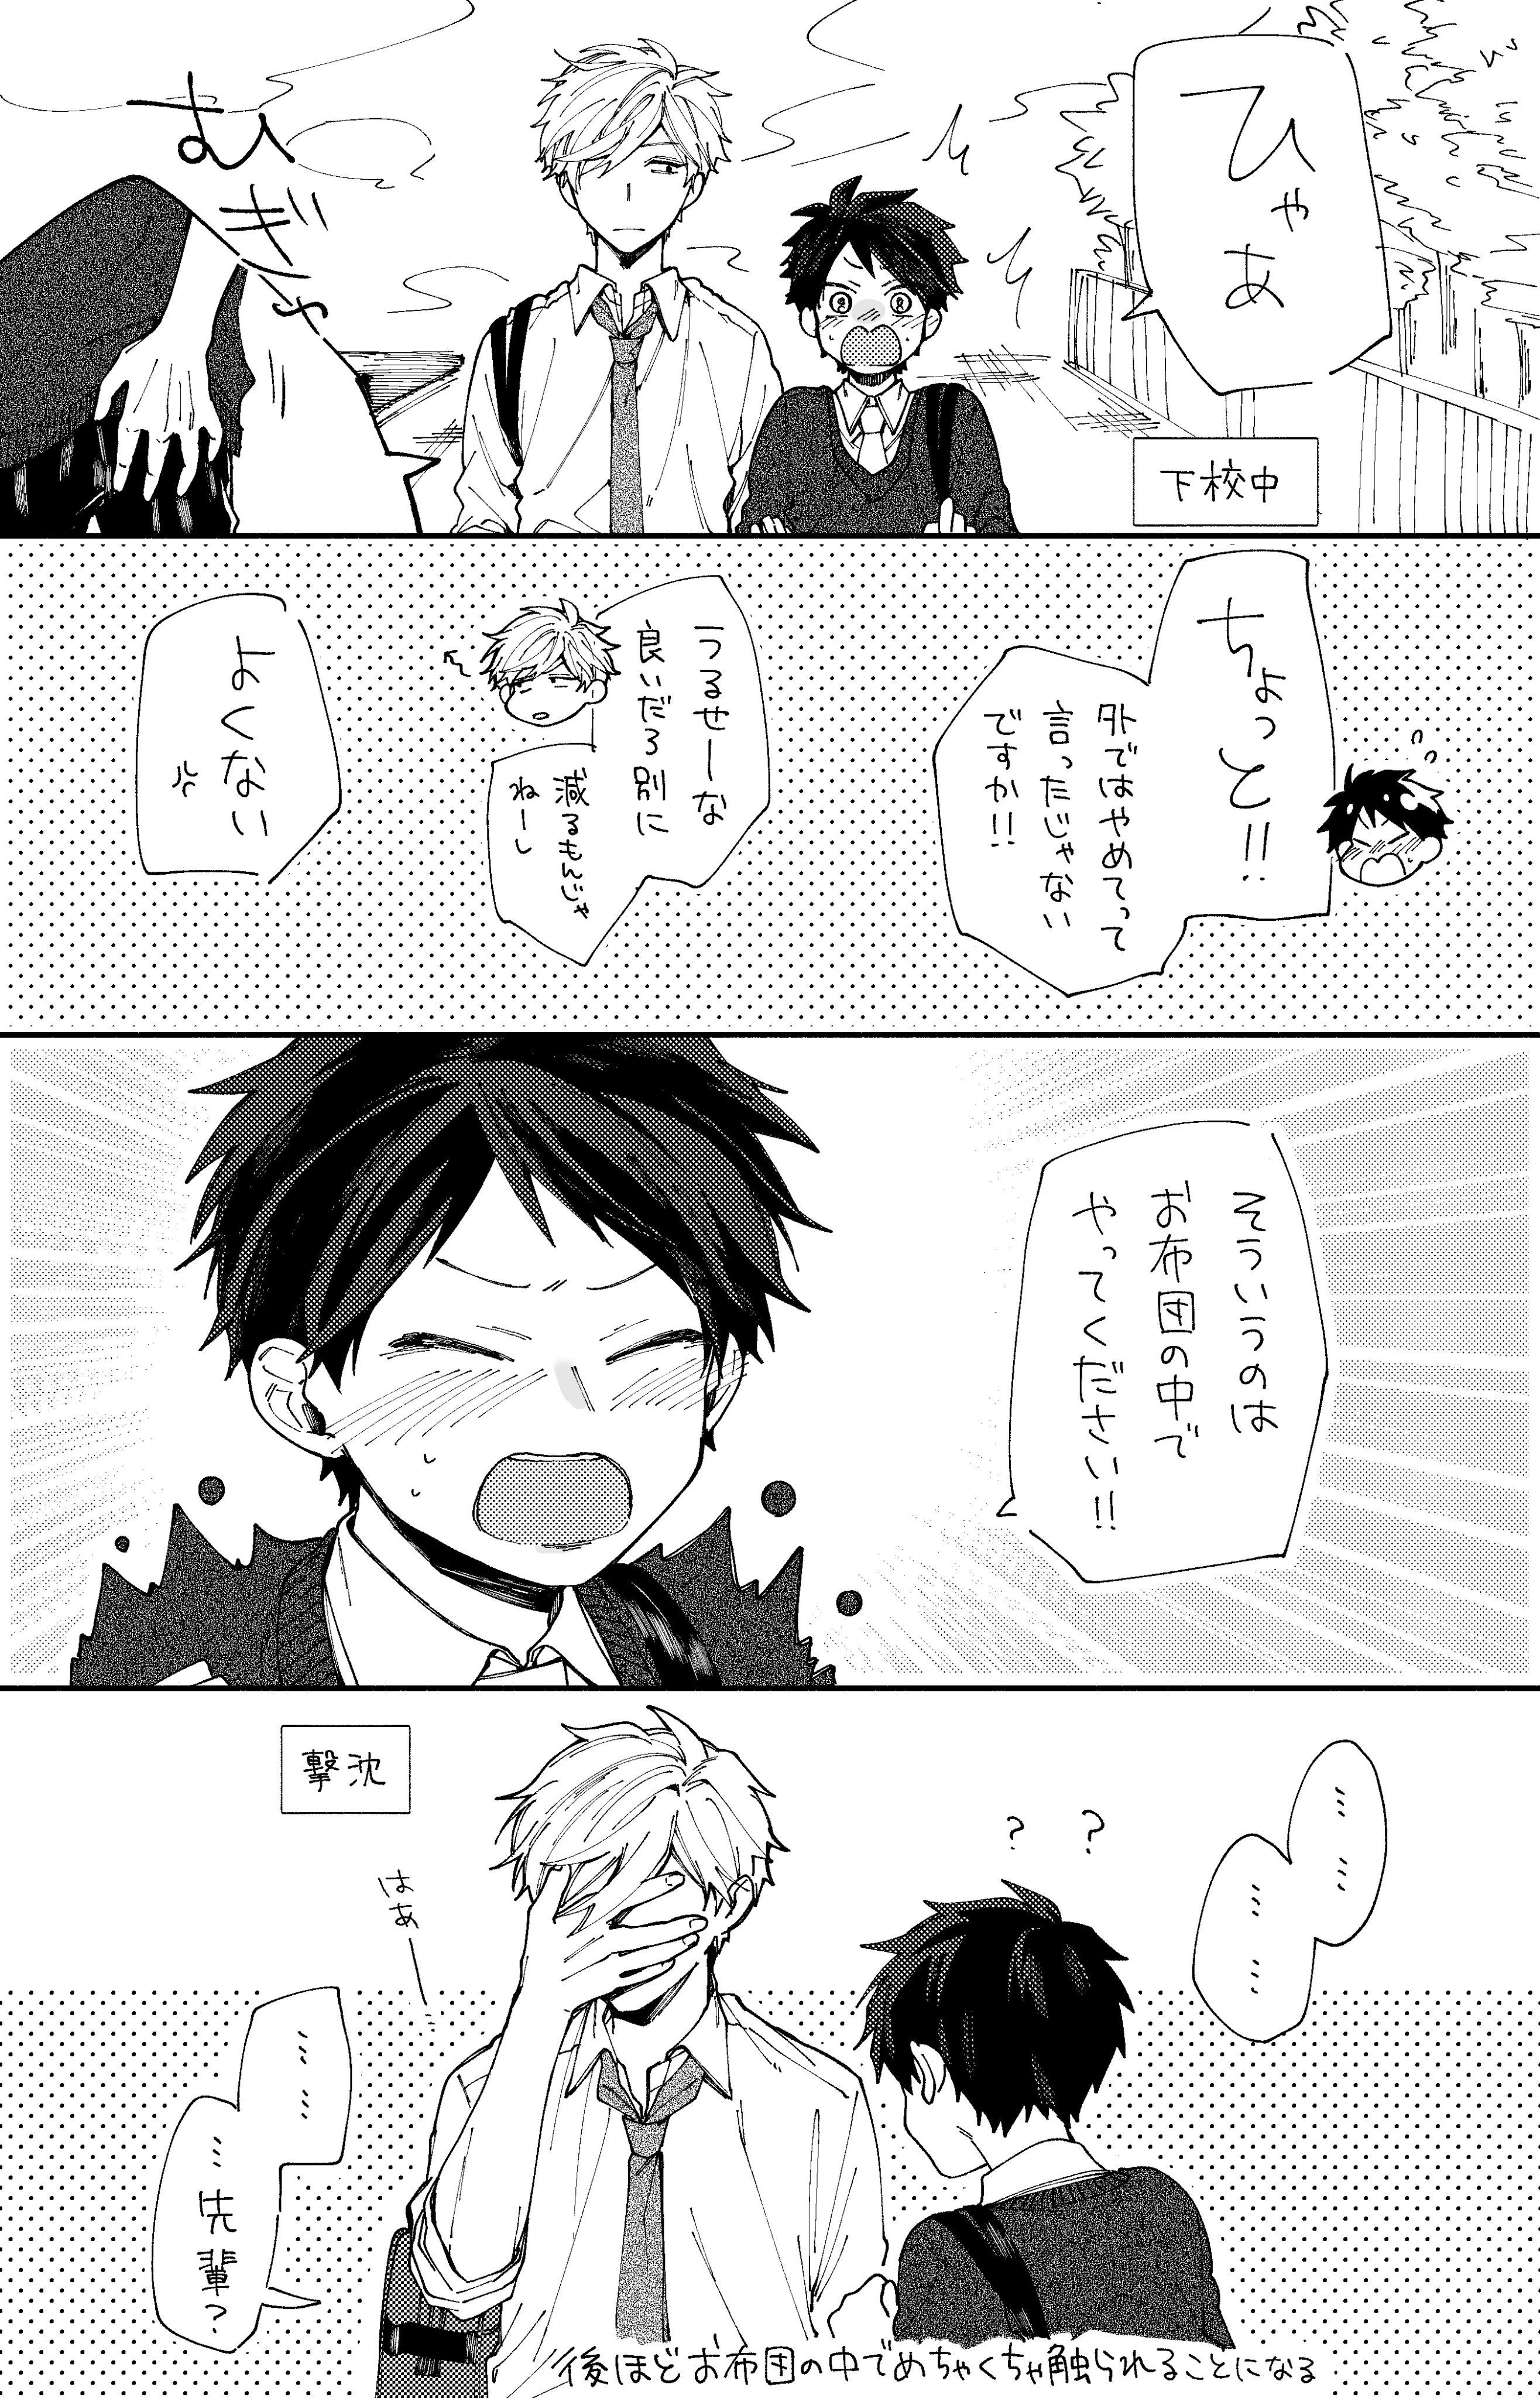 ひゃあ
下校中
むぎゃ
ちょっと!!
外ではやめてって
言ったじゃない
ですか!!
うるせーな
良いだろ別に
減るもんじゃ
ねーし
よくない
そういうのは
お布団の中で
やってください!!
……
……
？？
撃沈
はぁー
……
…先輩？
後ほどお布団の中でめちゃくちゃ触られることになる